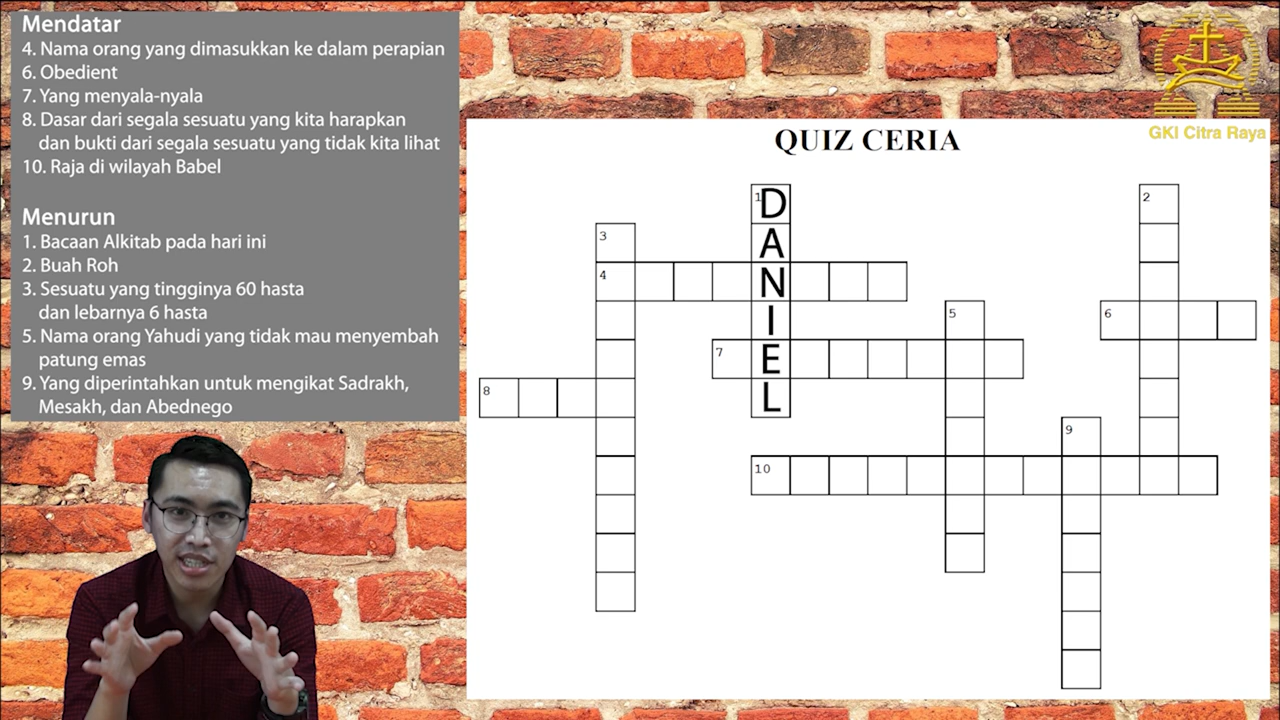 Mendatar
4. Nama orang yang dimasukkan ke dalam perapian
6. Obedient
7. Yang menyala-nyala
8. Dasar dari segala sesuatu yang kita harapkan
dan bukti dari segala sesuatu yang tidak kita lihat
10. Raja di wilayah Babel
Menurun
1. Bacaan Alkitab pada hari ini
2. Buah Roh
3. Sesuatu yang tingginya 60 hasta
dan lebarnya 6 hasta
5. Nama orang Yahudi yang tidak mau menyembah
patung emas
9. Yang diperintahkan untuk mengikat Sadrakh,
Mesakh, dan Abednego
GKI Citra Raya
QUIZ CERIA
1 D 2
3 A
4 N
I 5 6
7 E
8 L
9
10